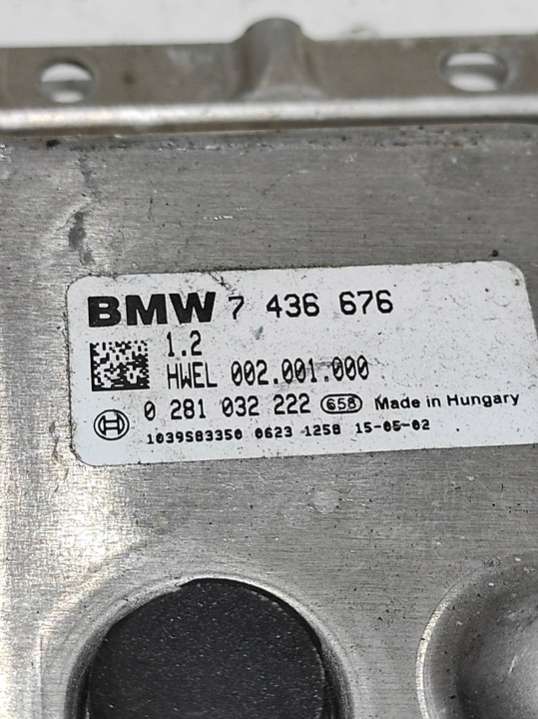 BMW 7 436 676
1.2
HWEL 002.001.000
0 281 032 222 658 Made in Hungary
1039S83350 0623 1258 15-05-02